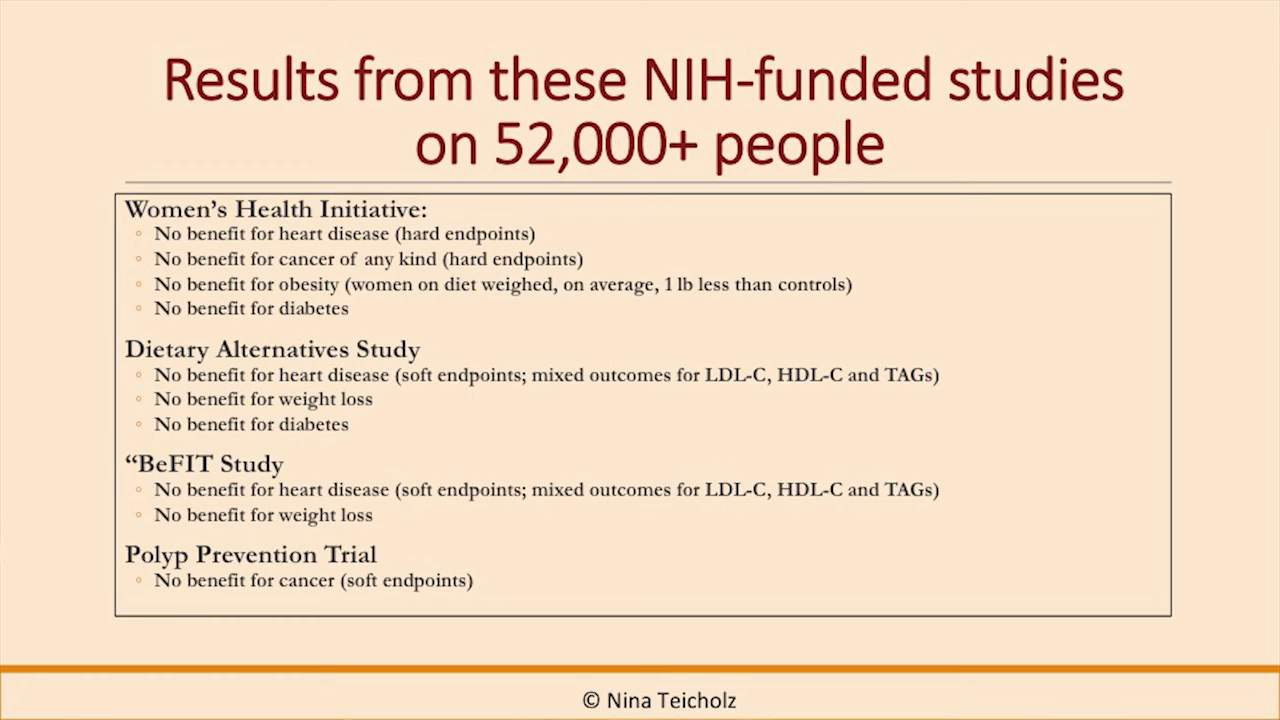 Results from these NIH-funded studies
on 52,000+ people
Women’s Health Initiative:
◦ No benefit for heart disease (hard endpoints)
◦ No benefit for cancer of any kind (hard endpoints)
◦ No benefit for obesity (women on diet weighed, on average, 1 lb less than controls)
◦ No benefit for diabetes
Dietary Alternatives Study
◦ No benefit for heart disease (soft endpoints; mixed outcomes for LDL-C, HDL-C and TAGs)
◦ No benefit for weight loss
◦ No benefit for diabetes
“BeFIT Study
◦ No benefit for heart disease (soft endpoints; mixed outcomes for LDL-C, HDL-C and TAGs)
◦ No benefit for weight loss
Polyp Prevention Trial
◦ No benefit for cancer (soft endpoints)
© Nina Teicholz